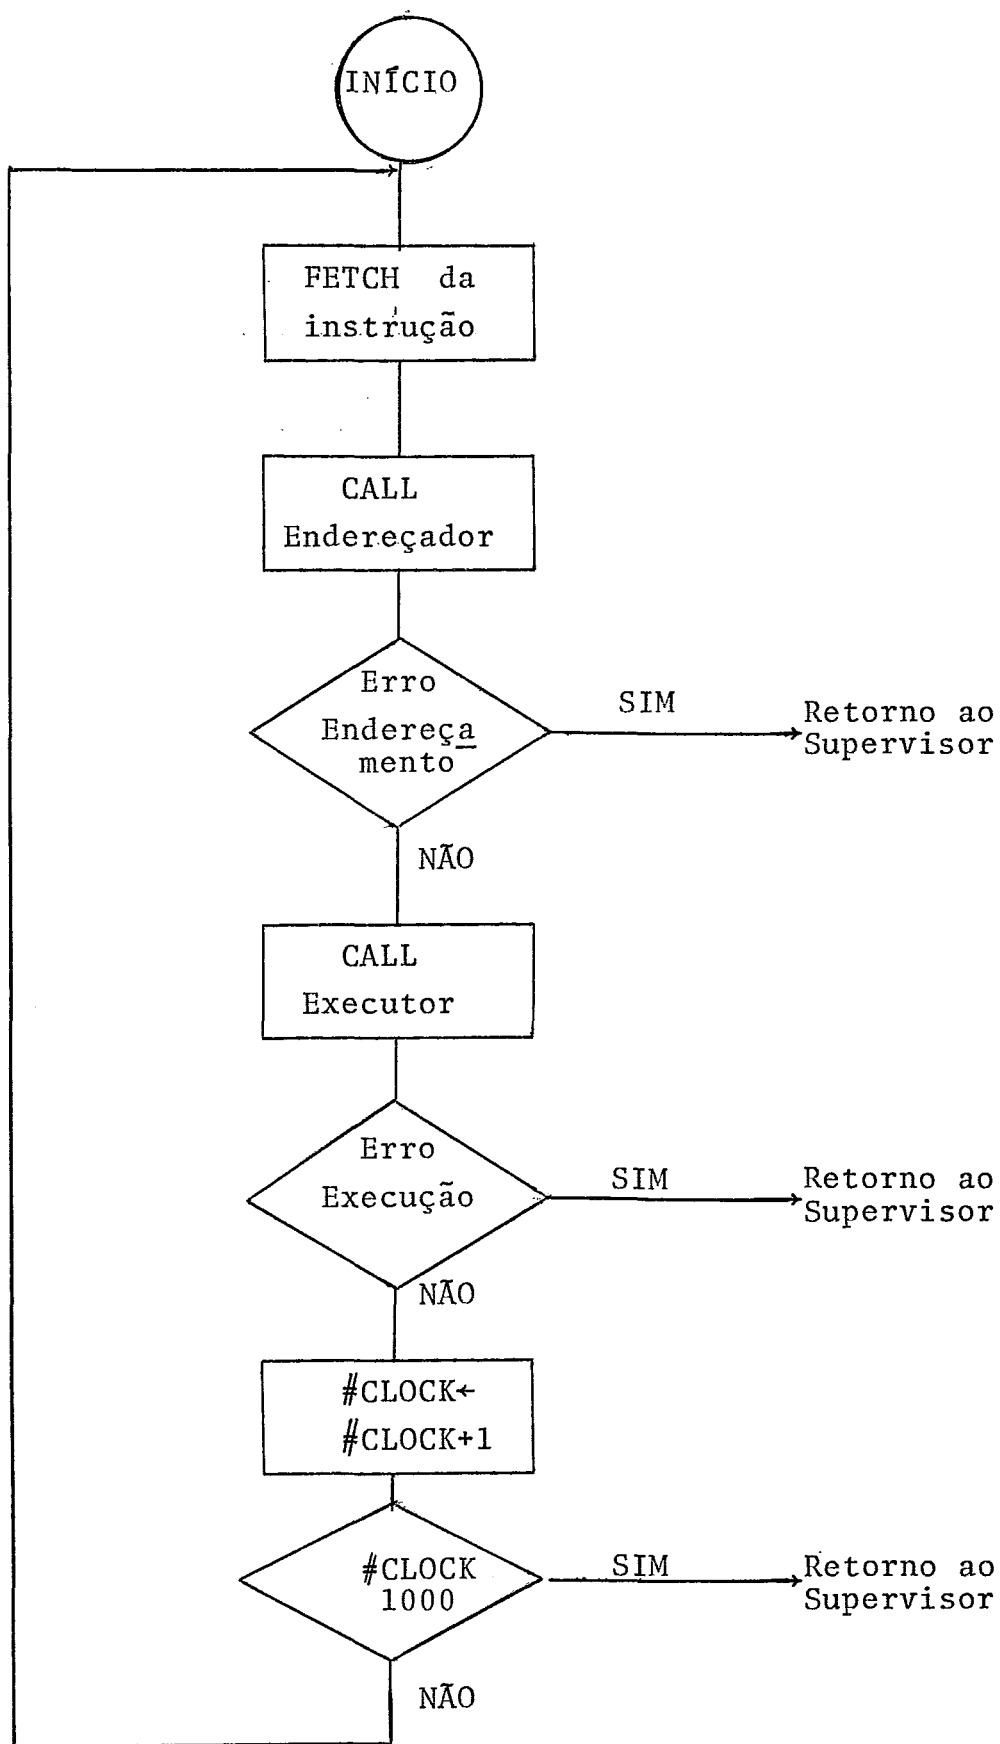 INÍCIO
FETCH da
instrução
CALL
Endereçador
Erro
Endereça
mento
SIM
Retorno ao
Supervisor
NÃO
CALL
Executor
Erro
Execução
SIM
Retorno ao
Supervisor
NÃO
#CLOCK←
#CLOCK+1
#CLOCK
1000
SIM
Retorno ao
Supervisor
NÃO